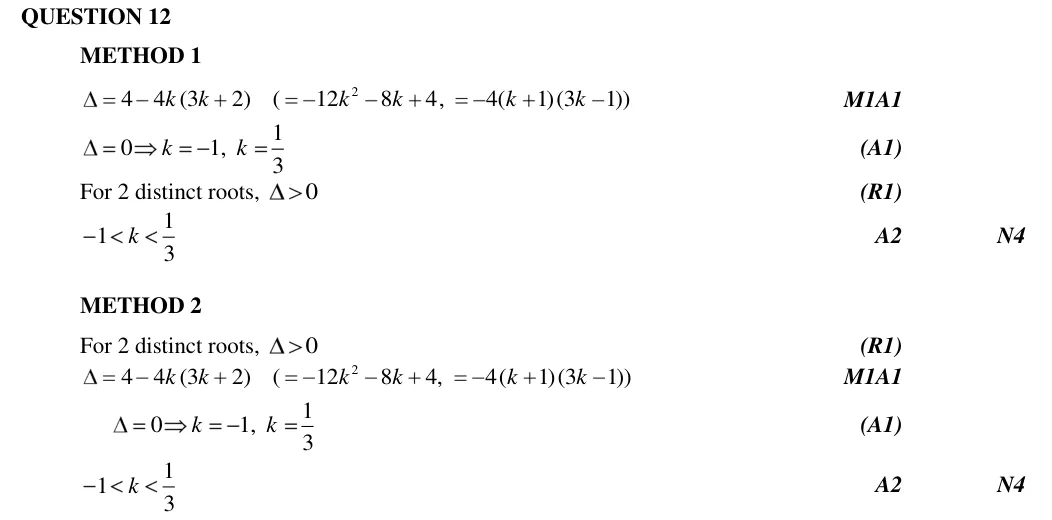 QUESTION 12
METHOD 1
Δ = 4 − 4k (3k + 2) ( = −12k² − 8k + 4, = −4(k + 1)(3k − 1)) M1A1
Δ = 0 ⇒ k = −1, k = 1/3 (A1)
For 2 distinct roots, Δ > 0 (R1)
−1 < k < 1/3 A2 N4
METHOD 2
For 2 distinct roots, Δ > 0 (R1)
Δ = 4 − 4k (3k + 2) ( = −12k² − 8k + 4, = −4(k + 1)(3k − 1)) M1A1
Δ = 0 ⇒ k = −1, k = 1/3 (A1)
−1 < k < 1/3 A2 N4